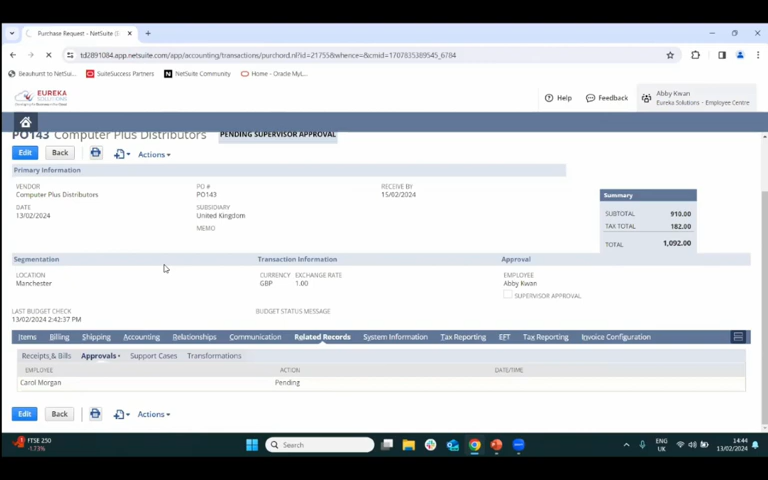 Purchase Request - NetSuite
td2891084.app.netsuite.com/app/accounting/transactions/purchord.nl?id=21755&whence=&cmid=1707835389545_6784
Beauhurst to NetSui...
SuiteSuccess Partners
NetSuite Community
Home - Oracle MyL...
EUREKA
SOLUTIONS
Help
Feedback
Abby Kwan
Eureka Solutions - Employee Centre
PO143 Computer Plus Distributors PENDING SUPERVISOR APPROVAL
Edit Back Actions
Primary Information
VENDOR
Computer Plus Distributors
DATE
13/02/2024
PO #
PO143
SUBSIDIARY
United Kingdom
MEMO
RECEIVE BY
15/02/2024
Summary
SUBTOTAL 910.00
TAX TOTAL 182.00
TOTAL 1,092.00
Segmentation
LOCATION
Manchester
Transaction Information
CURRENCY EXCHANGE RATE
GBP 1.00
Approval
EMPLOYEE
Abby Kwan
SUPERVISOR APPROVAL
LAST BUDGET CHECK
13/02/2024 2:42:37 PM
BUDGET STATUS MESSAGE
Items Billing Shipping Accounting Relationships Communication Related Records System Information Tax Reporting EFT Tax Reporting Invoice Configuration
Receipts & Bills Approvals • Support Cases Transformations
EMPLOYEE ACTION DATE/TIME
Carol Morgan Pending
Edit Back Actions
FTSE 250
-1.73%
Search
ENG
UK
14:44
13/02/2024